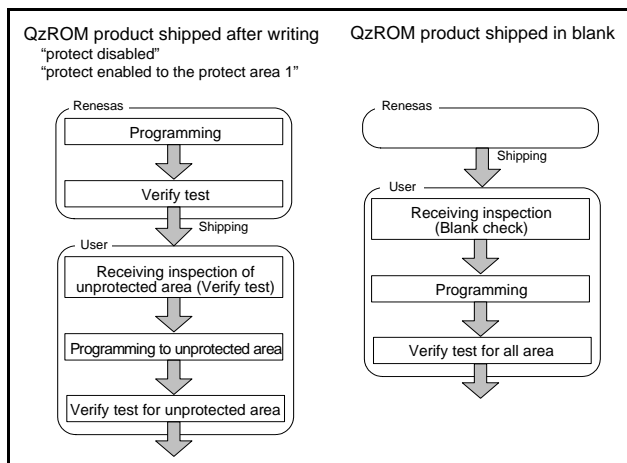 QzROM product shipped after writing
“protect disabled”
“protect enabled to the protect area 1”
Renesas
Programming
Verify test
Shipping
User
Receiving inspection of
unprotected area (Verify test)
Programming to unprotected area
Verify test for unprotected area
QzROM product shipped in blank
Renesas
Shipping
User
Receiving inspection
(Blank check)
Programming
Verify test for all area